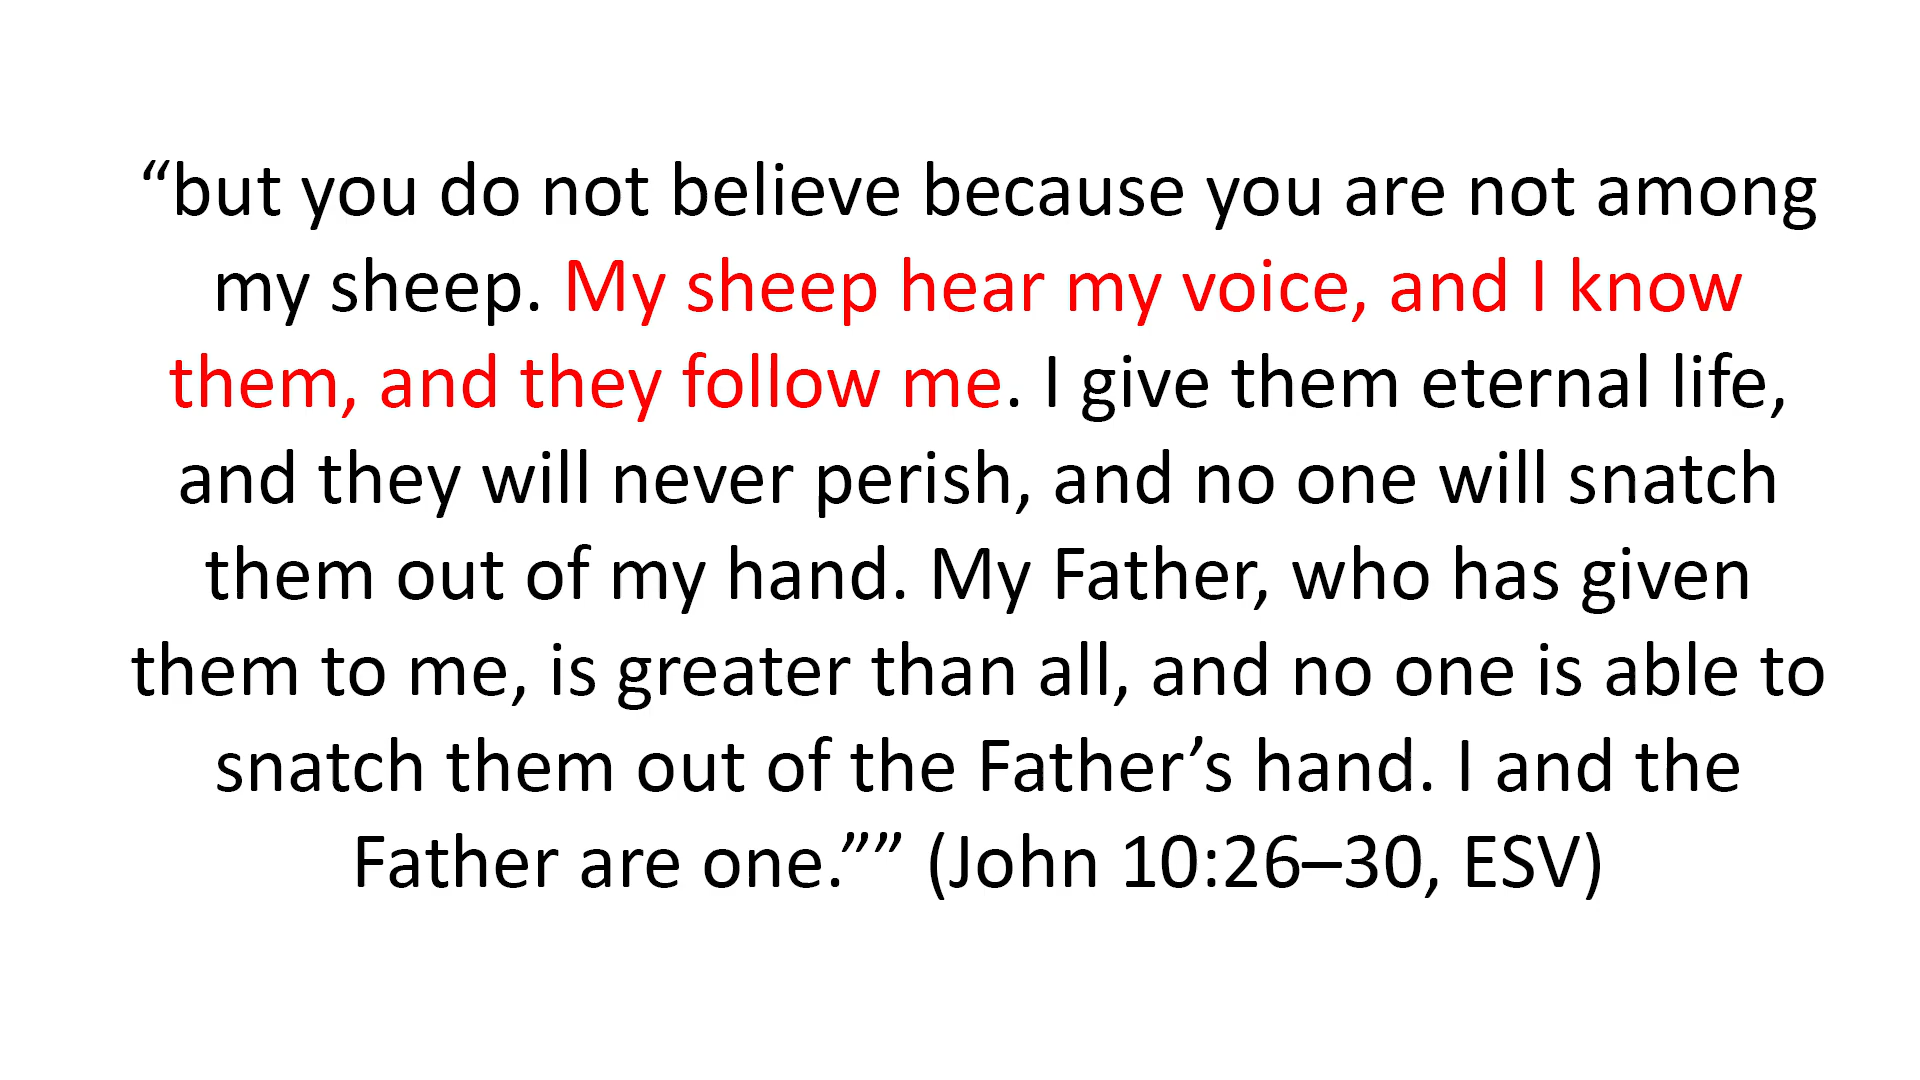 “but you do not believe because you are not among
my sheep. My sheep hear my voice, and I know
them, and they follow me. I give them eternal life,
and they will never perish, and no one will snatch
them out of my hand. My Father, who has given
them to me, is greater than all, and no one is able to
snatch them out of the Father’s hand. I and the
Father are one.”” (John 10:26–30, ESV)